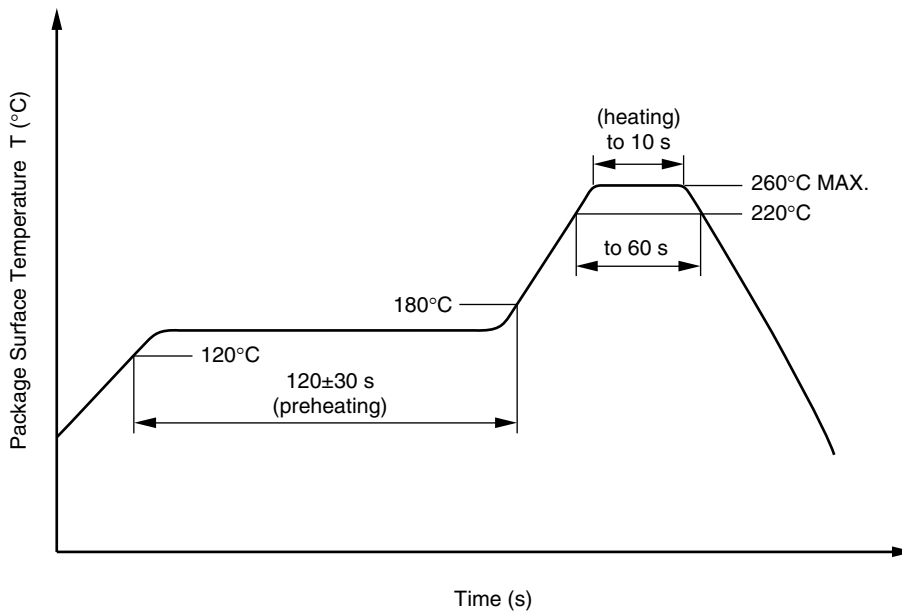 Package Surface Temperature T (°C)
(heating)
to 10 s
260°C MAX.
220°C
to 60 s
180°C
120°C
120±30 s
(preheating)
Time (s)